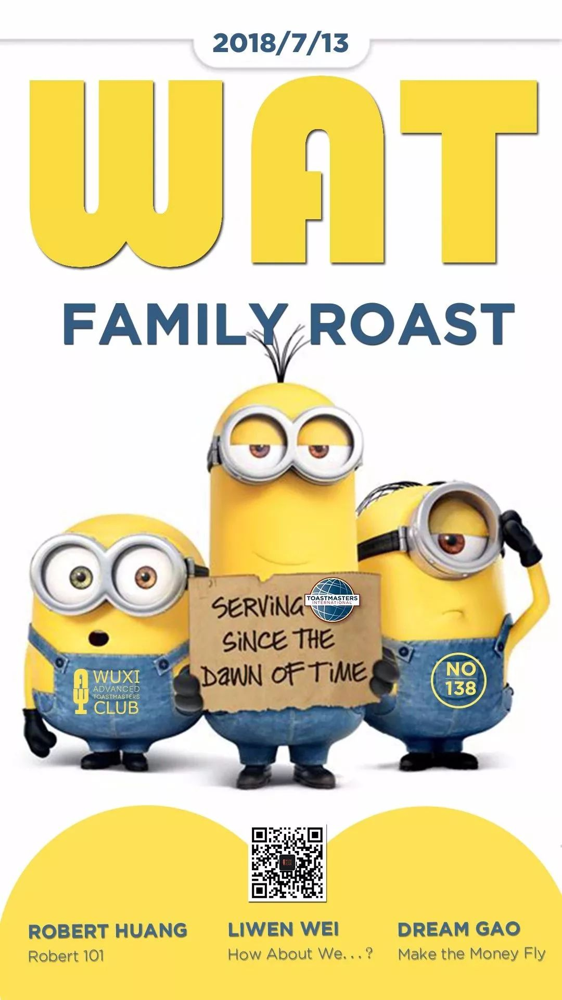 2018/7/13
WAT
FAMILY ROAST
SERVING
TOASTMASTERS
INTERNATIONAL
SINCE THE
DAWN OF TIME
WUXI
ADVANCED
TOASTMASTERS
CLUB
NO
138
ROBERT HUANG
Robert 101
LIWEN WEI
How About We...?
DREAM GAO
Make the Money Fly